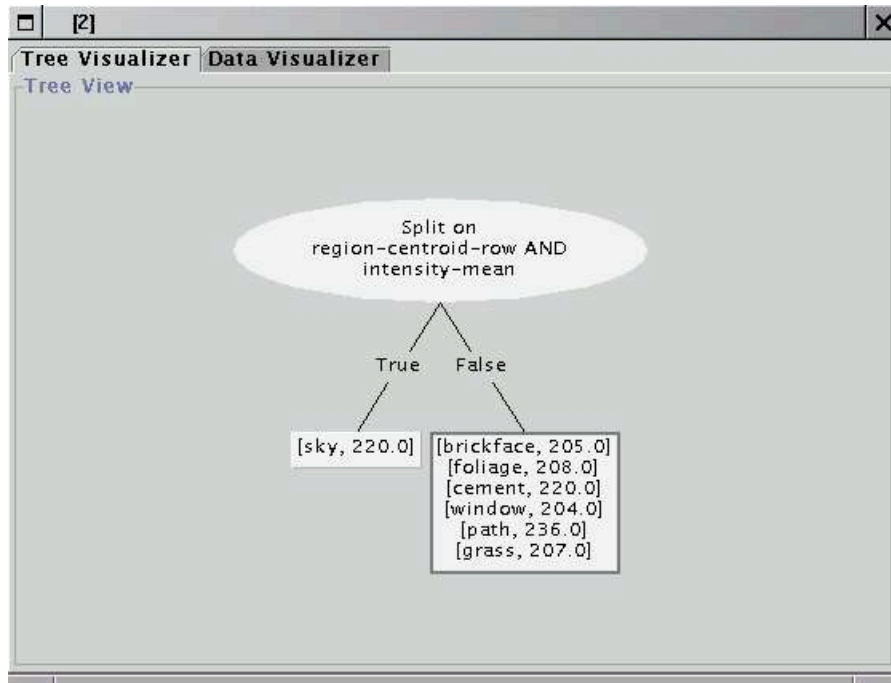 [2]
Tree Visualizer Data Visualizer
Tree View
Split on
region-centroid-row AND
intensity-mean
True False
[sky, 220.0]
[brickface, 205.0]
[foliage, 208.0]
[cement, 220.0]
[window, 204.0]
[path, 236.0]
[grass, 207.0]